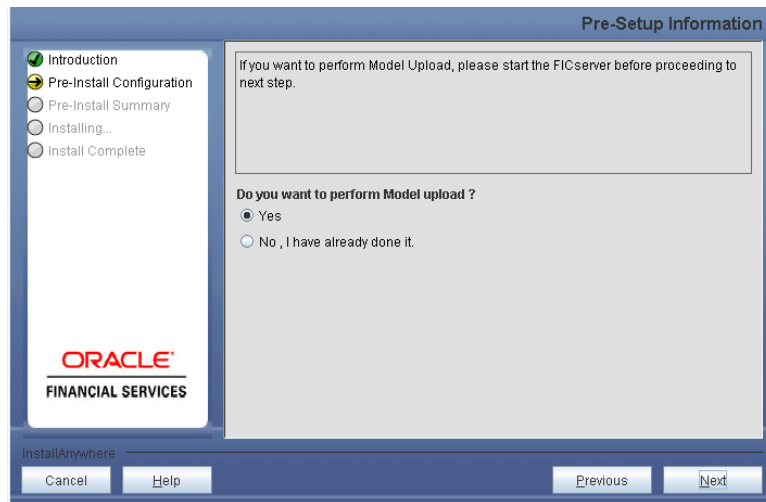 Pre-Setup Information
Introduction
Pre-Install Configuration
Pre-Install Summary
Installing...
Install Complete
If you want to perform Model Upload, please start the FICserver before proceeding to
next step.
Do you want to perform Model upload ?
Yes
No , I have already done it.
ORACLE
FINANCIAL SERVICES
InstallAnywhere
Cancel
Help
Previous
Next